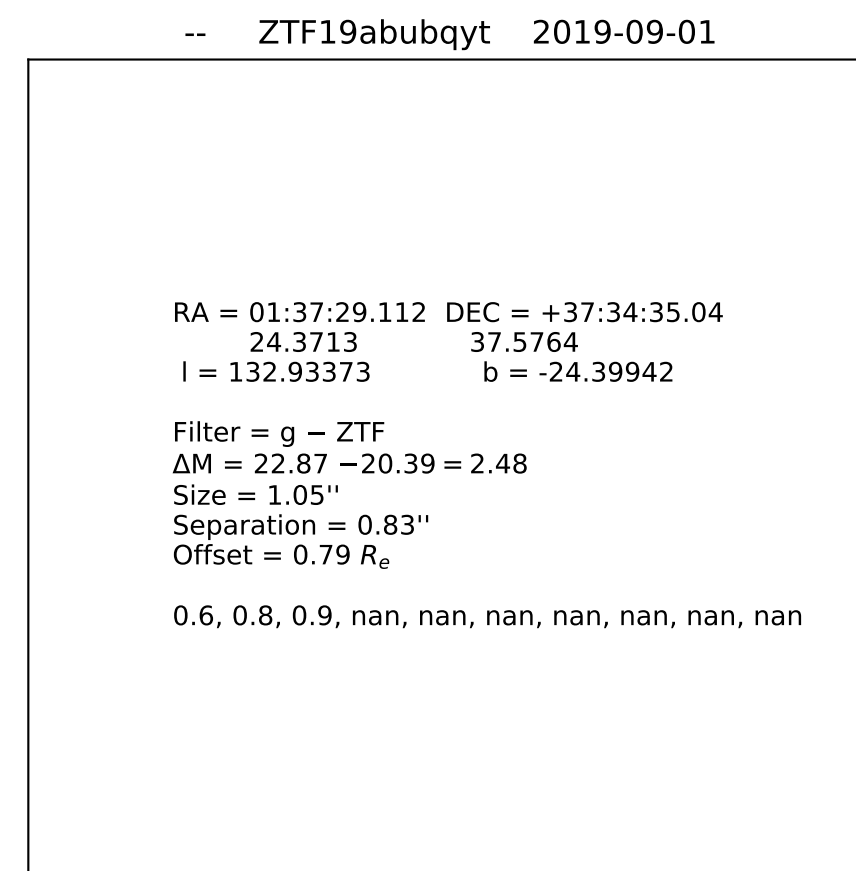 -- ZTF19abubqyt 2019-09-01
RA = 01:37:29.112 DEC = +37:34:35.04
24.3713 37.5764
l = 132.93373 b = -24.39942
Filter = g − ZTF
ΔM = 22.87 −20.39 = 2.48
Size = 1.05''
Separation = 0.83''
Offset = 0.79 Re
0.6, 0.8, 0.9, nan, nan, nan, nan, nan, nan, nan